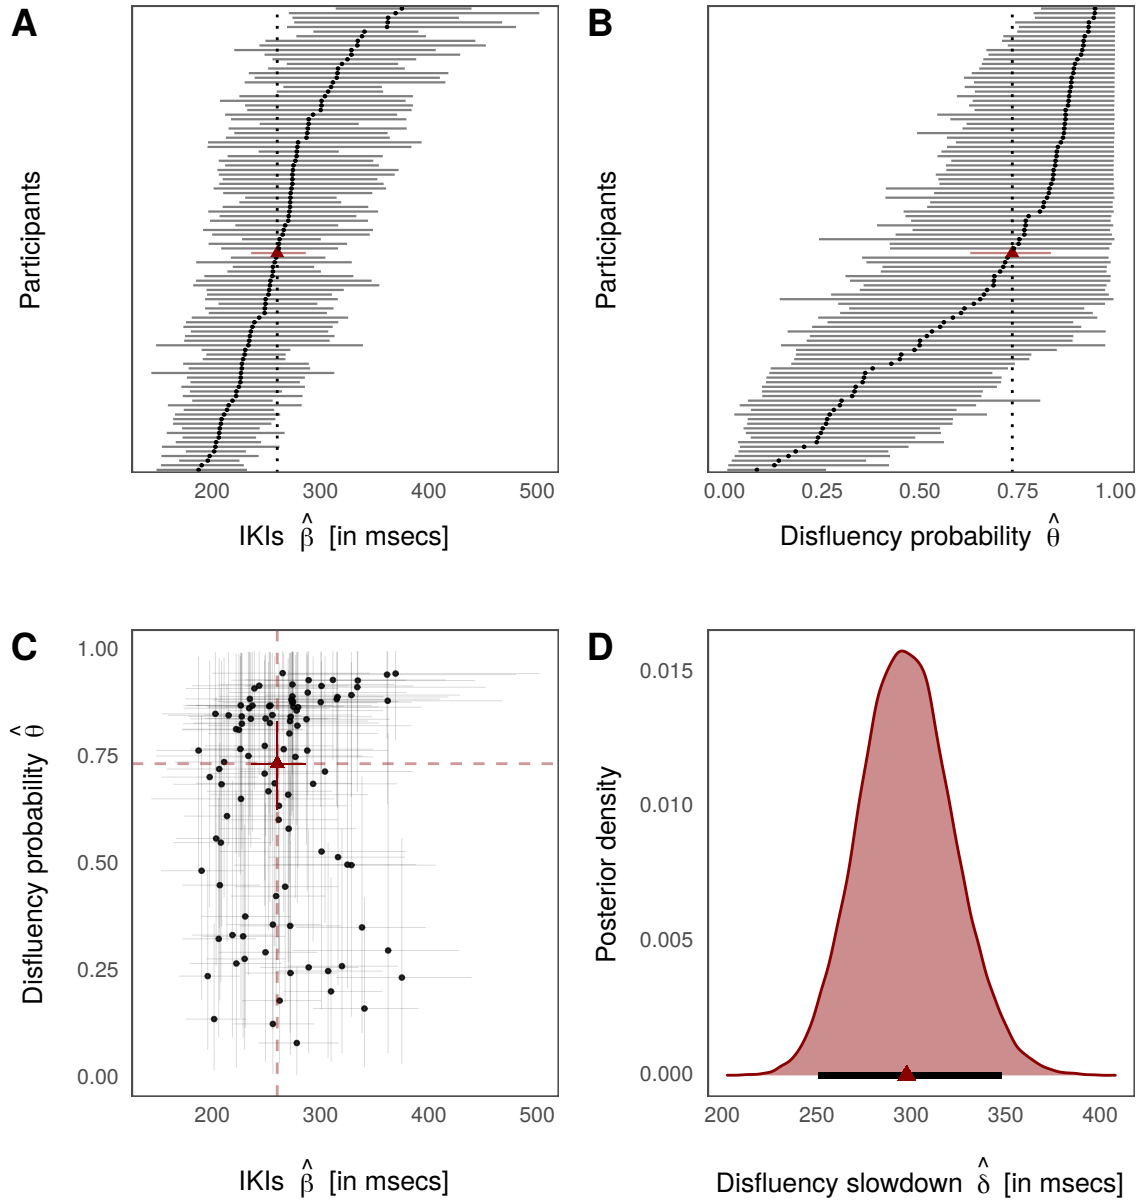 A
Participants
200 300 400 500
IKIs β̂ [in msecs]
B
Participants
0.00 0.25 0.50 0.75 1.00
Disfluency probability θ̂
C
Disfluency probability θ̂
1.00
0.75
0.50
0.25
0.00
200 300 400 500
IKIs β̂ [in msecs]
D
Posterior density
0.015
0.010
0.005
0.000
200 250 300 350 400
Disfluency slowdown δ̂ [in msecs]